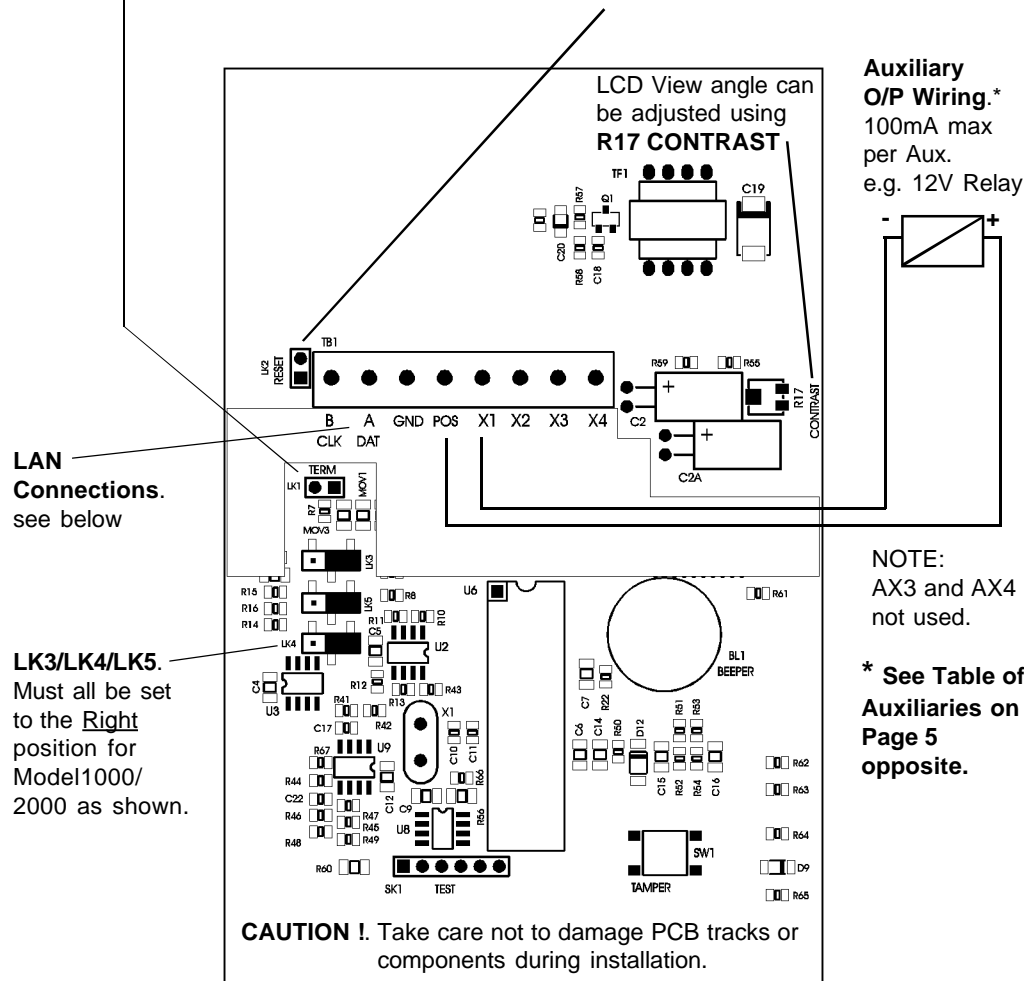 LCD View angle can
be adjusted using
R17 CONTRAST
Auxiliary
O/P Wiring.*
100mA max
per Aux.
e.g. 12V Relay
- +
TF1
C19
R57
Q1
C20
R58
C18
LK2
RESET
TB1
R59
R55
R17
CONTRAST
B A GND POS X1 X2 X3 X4
CLK DAT
C2
+
+
C2A
LAN
Connections.
see below
TERM
LK1
MOV1
R7
MOV3
LK3
NOTE:
AX3 and AX4
not used.
R15
R16
R14
LK5
R8
U6
R61
R11
R10
C5
LK4
U2
BL1
BEEPER
LK3/LK4/LK5.
Must all be set
to the Right
position for
Model1000/
2000 as shown.
* See Table of
Auxiliaries on
Page 5
opposite.
C4
U3
R12
R13
R43
C7
R22
R41
R42
C17
X1
C10
C11
C6
C14
R50
D12
R51
R53
R67
U9
R44
C22
R46
R48
C12
R47
R45
R49
C9
R66
R56
U8
C15
R52
R54
C16
R62
R63
R64
R60
SK1
TEST
SW1
TAMPER
D9
R65
CAUTION !. Take care not to damage PCB tracks or
components during installation.